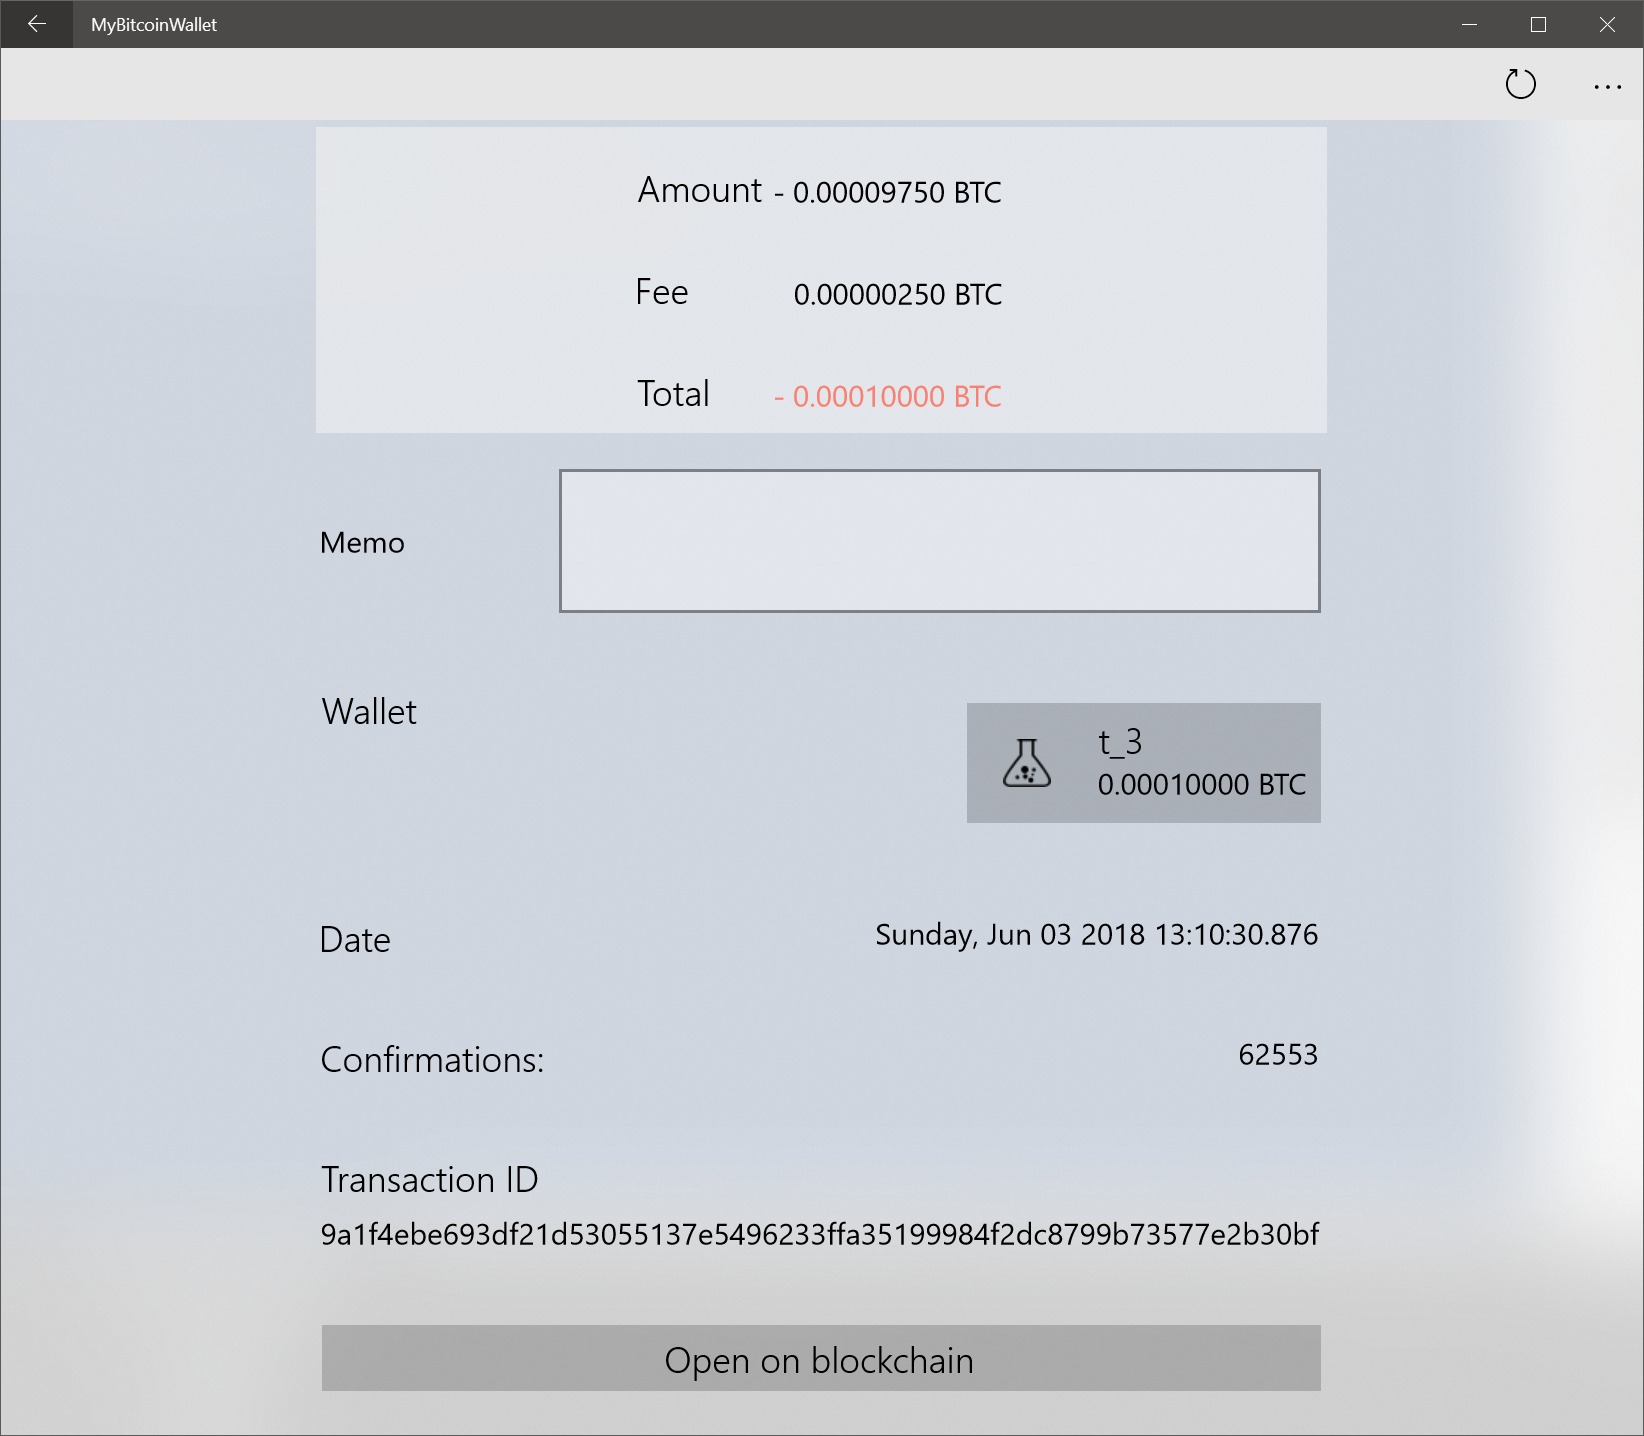 MyBitcoinWallet
Amount - 0.00009750 BTC
Fee 0.00000250 BTC
Total - 0.00010000 BTC
Memo
Wallet
t_3
0.00010000 BTC
Date Sunday, Jun 03 2018 13:10:30.876
Confirmations: 62553
Transaction ID
9a1f4ebe693df21d53055137e5496233ffa35199984f2dc8799b73577e2b30bf
Open on blockchain